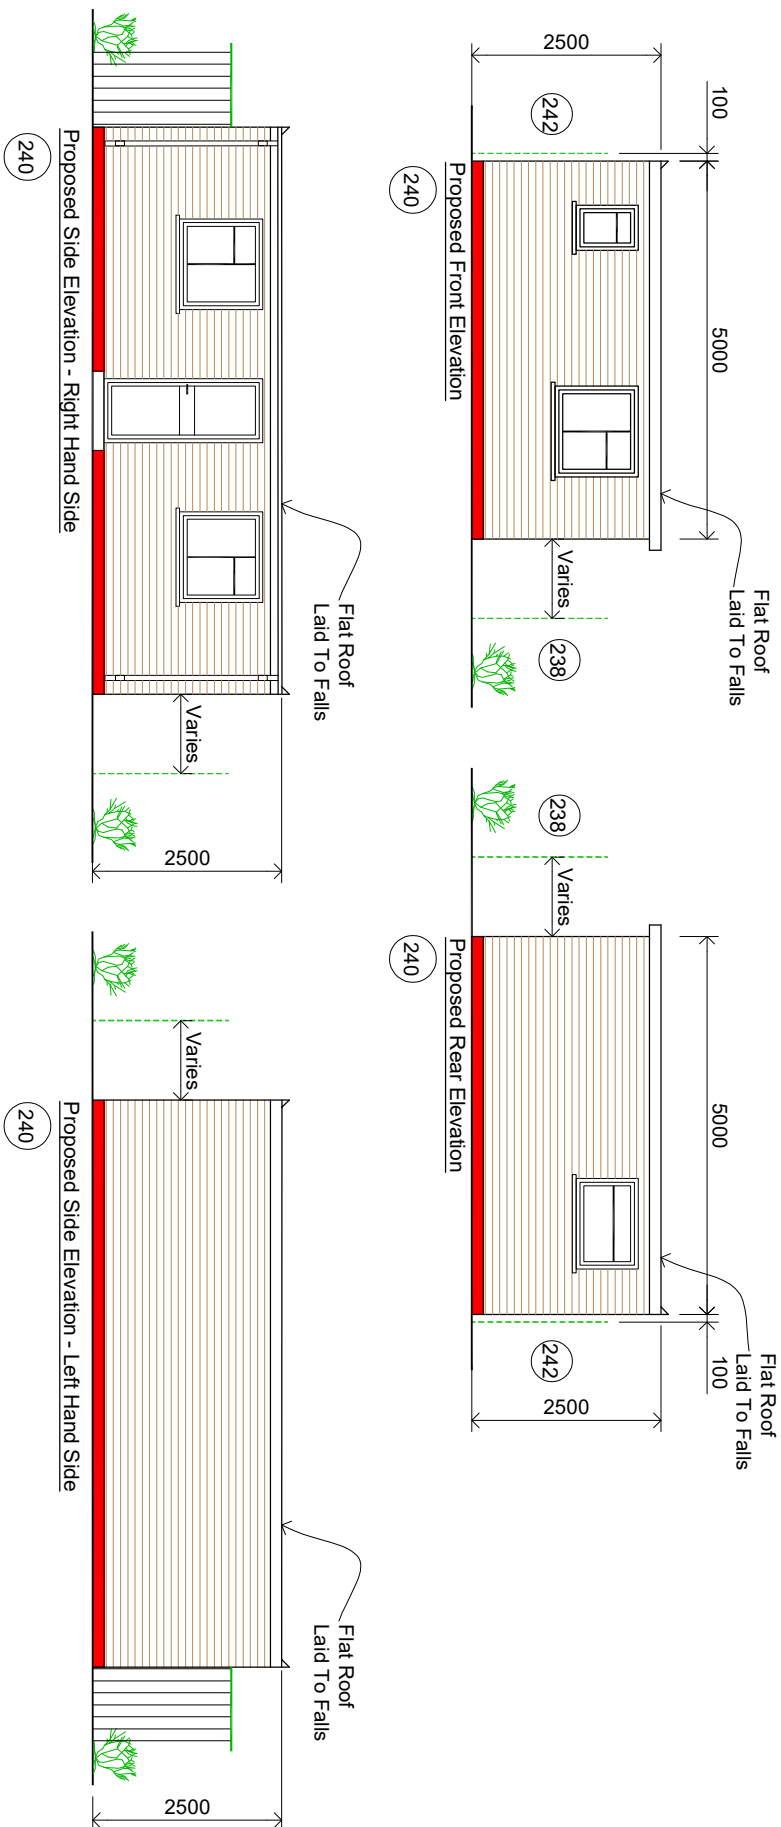 2500
100
242
5000
Varies
238
Flat Roof
Laid To Falls
Proposed Front Elevation
240
238
Varies
5000
100
242
2500
Flat Roof
Laid To Falls
Proposed Rear Elevation
240
Flat Roof
Laid To Falls
Varies
2500
Proposed Side Elevation - Right Hand Side
240
Varies
Flat Roof
Laid To Falls
2500
Proposed Side Elevation - Left Hand Side
240